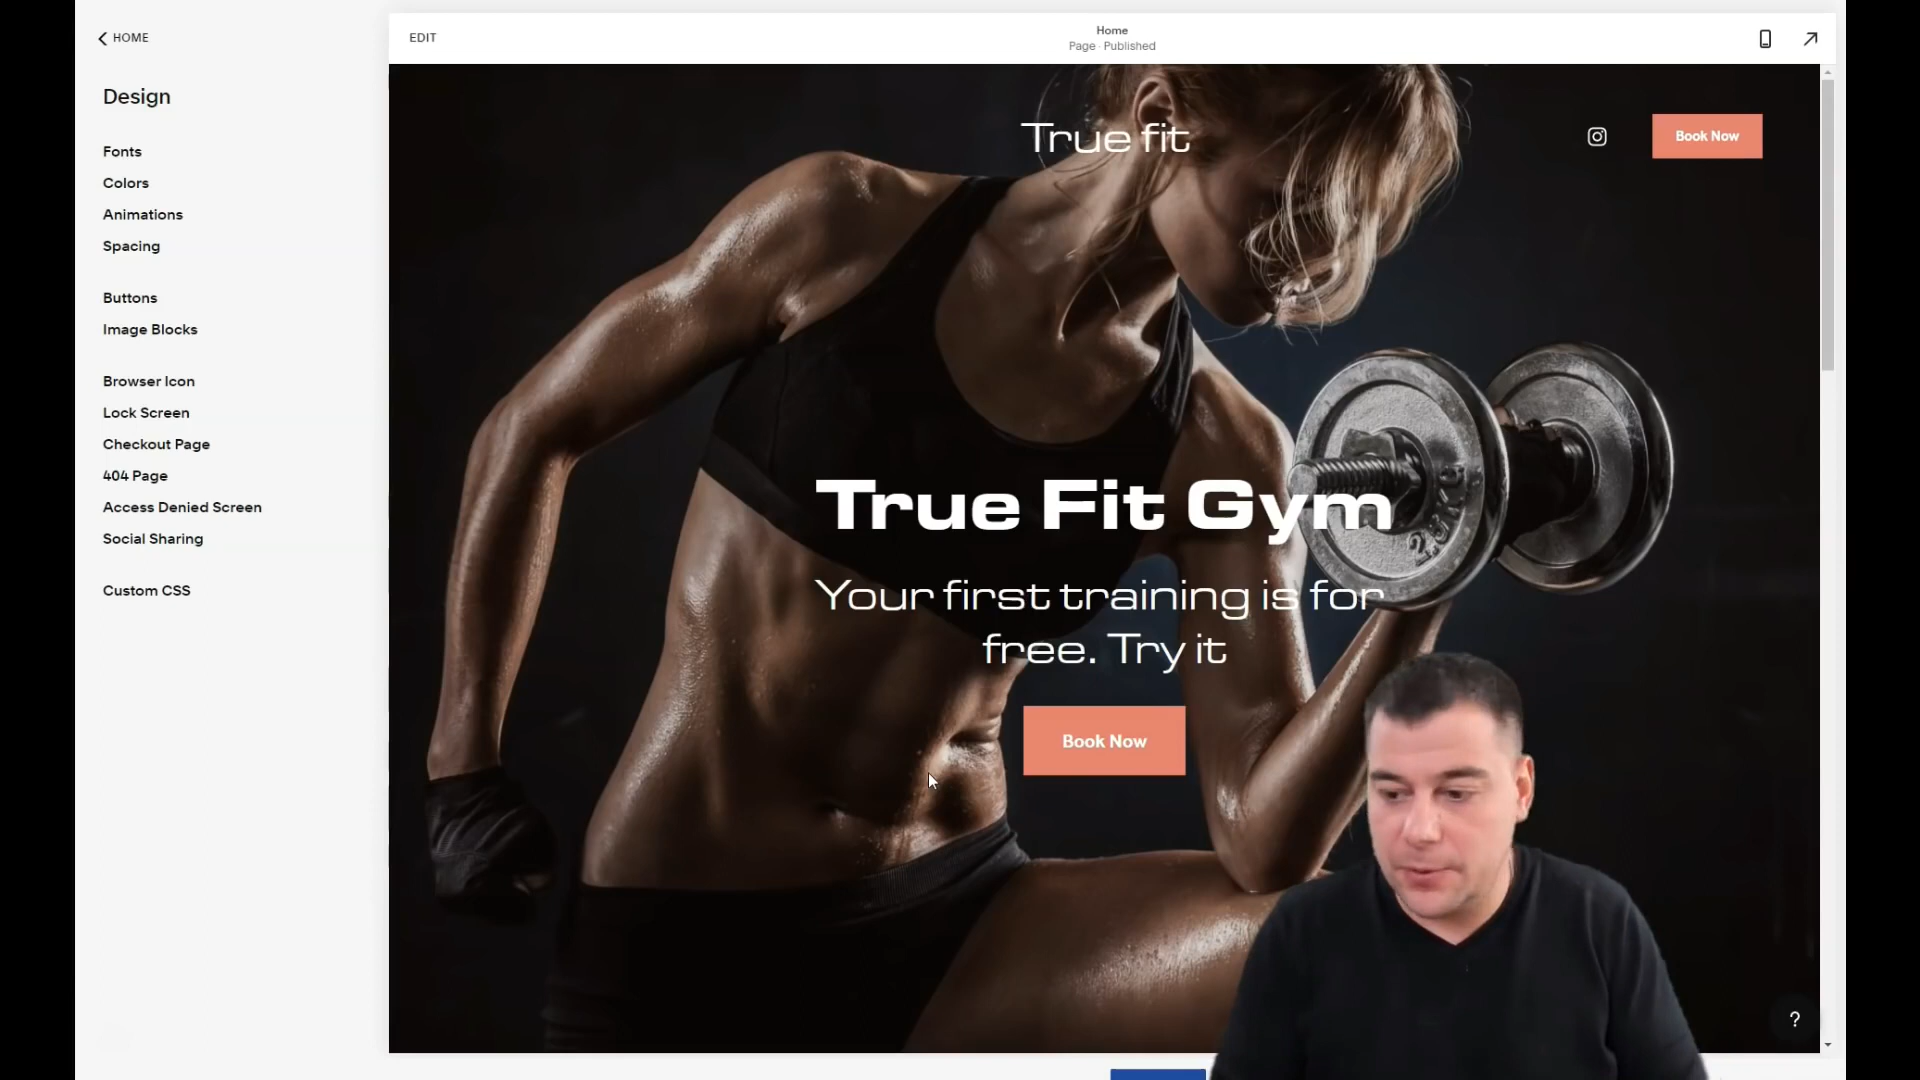 HOME
Design
Fonts
Colors
Animations
Spacing
Buttons
Image Blocks
Browser Icon
Lock Screen
Checkout Page
404 Page
Access Denied Screen
Social Sharing
Custom CSS
EDIT
Home
Page · Published
True fit
Book Now
True Fit Gym
Your first training is for
free. Try it
Book Now
2,5KG
?